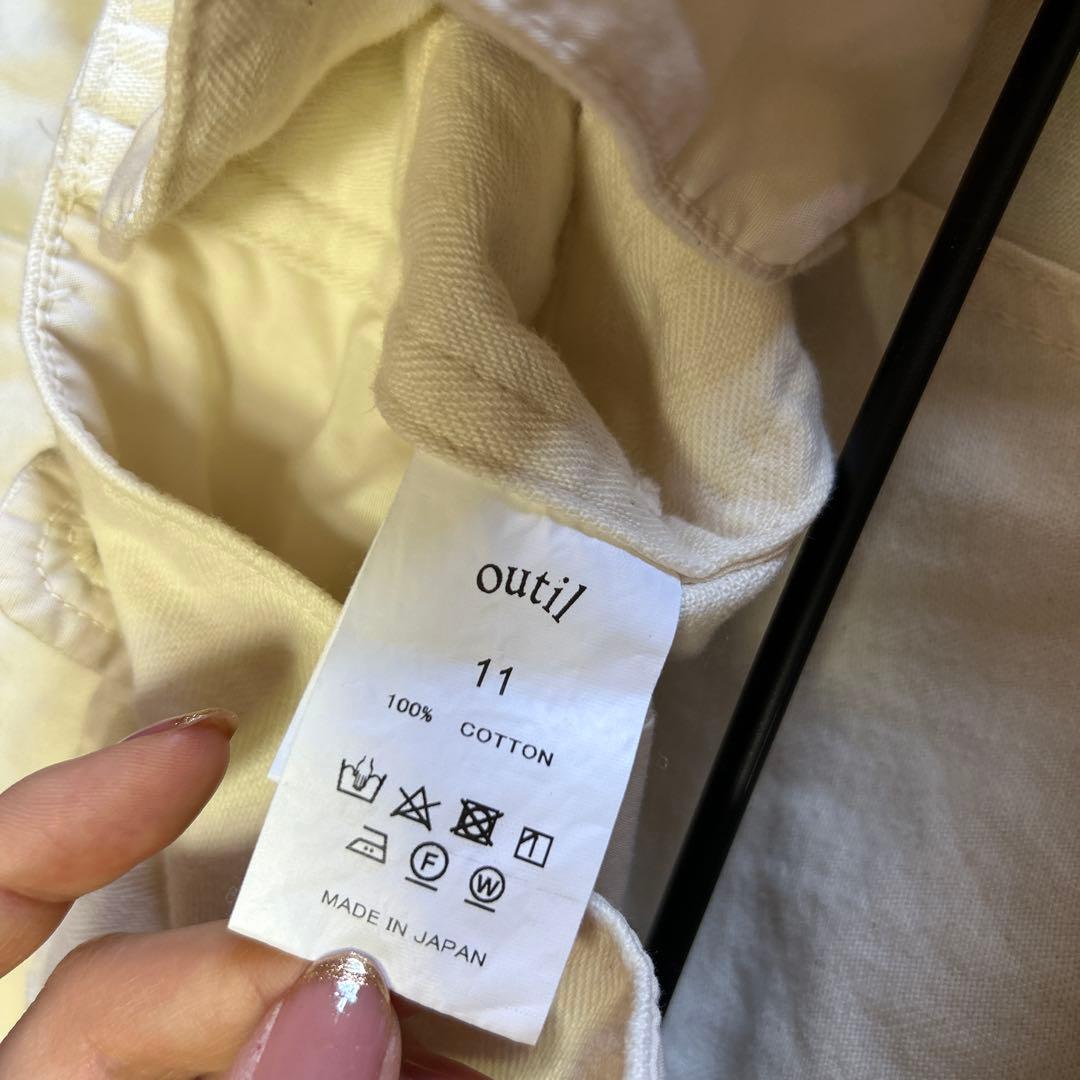 outil
11
100% COTTON
F W
MADE IN JAPAN